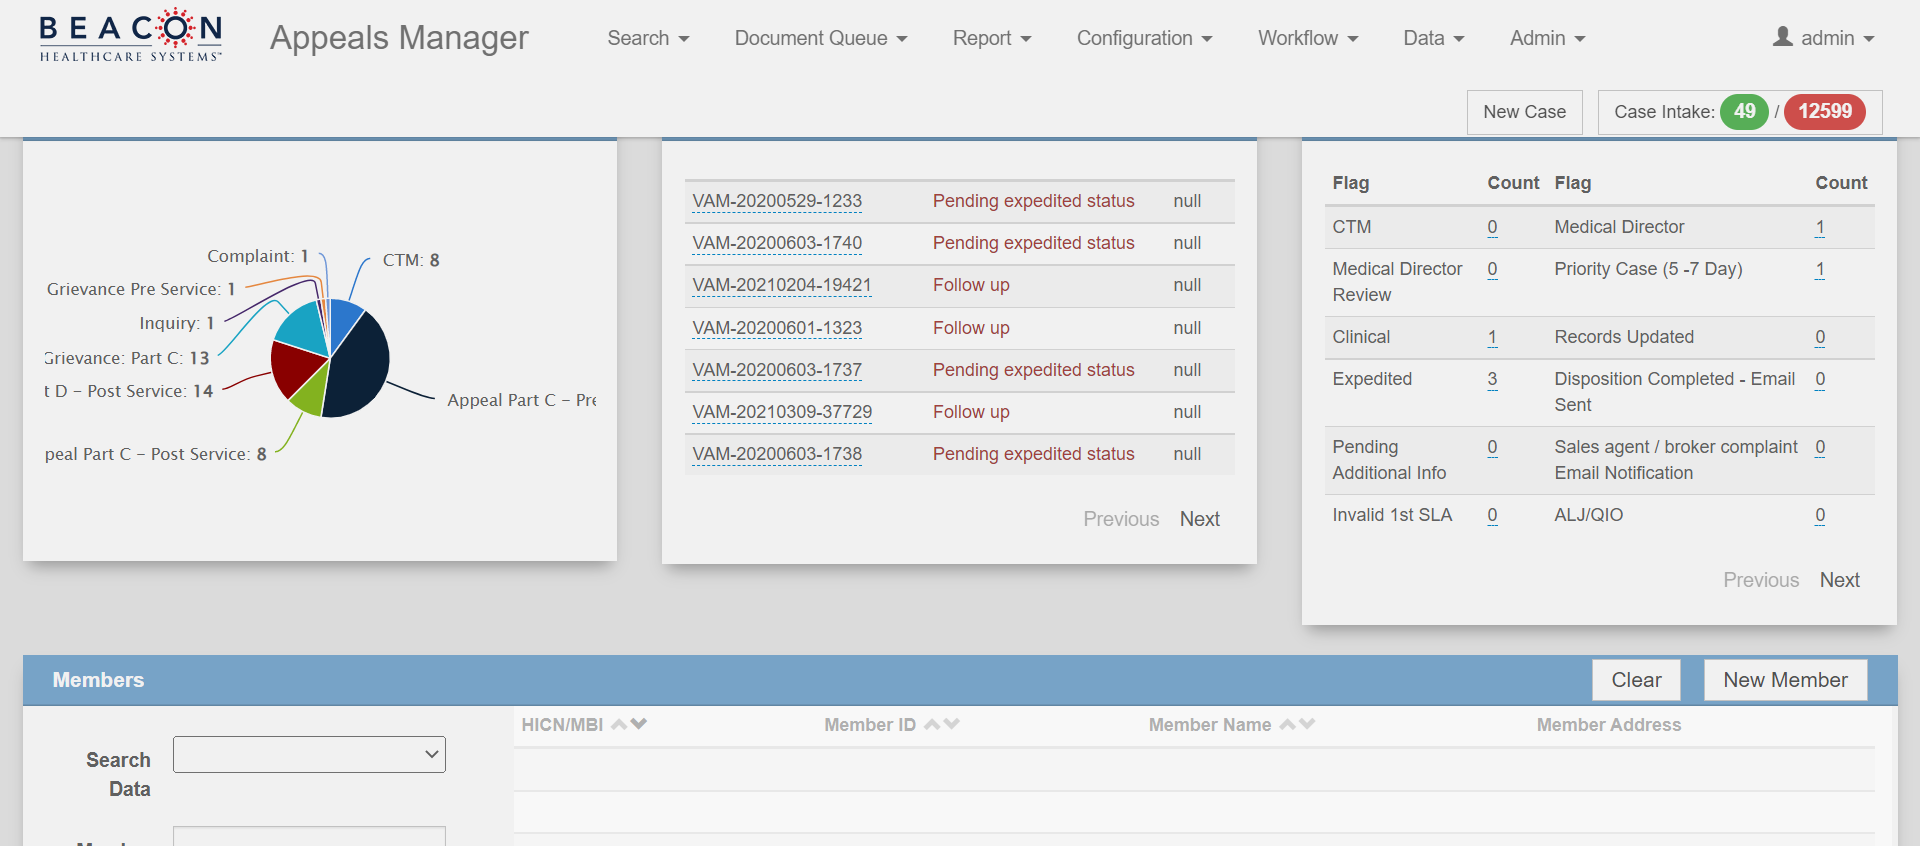 BEACON
HEALTHCARE SYSTEMS
Appeals Manager
Search
Document Queue
Report
Configuration
Workflow
Data
Admin
admin
New Case
Case Intake: 49 / 12599
Complaint: 1
CTM: 8
Grievance Pre Service: 1
Inquiry: 1
Grievance: Part C: 13
t D - Post Service: 14
Appeal Part C - Pre
peal Part C - Post Service: 8
VAM-20200529-1233 Pending expedited status null
VAM-20200603-1740 Pending expedited status null
VAM-20210204-19421 Follow up null
VAM-20200601-1323 Follow up null
VAM-20200603-1737 Pending expedited status null
VAM-20210309-37729 Follow up null
VAM-20200603-1738 Pending expedited status null
Previous Next
Flag Count Flag Count
CTM 0 Medical Director 1
Medical Director Review 0 Priority Case (5 -7 Day) 1
Clinical 1 Records Updated 0
Expedited 3 Disposition Completed - Email Sent 0
Pending Additional Info 0 Sales agent / broker complaint Email Notification 0
Invalid 1st SLA 0 ALJ/QIO 0
Previous Next
Members
Clear
New Member
HICN/MBI Member ID Member Name Member Address
Search
Data